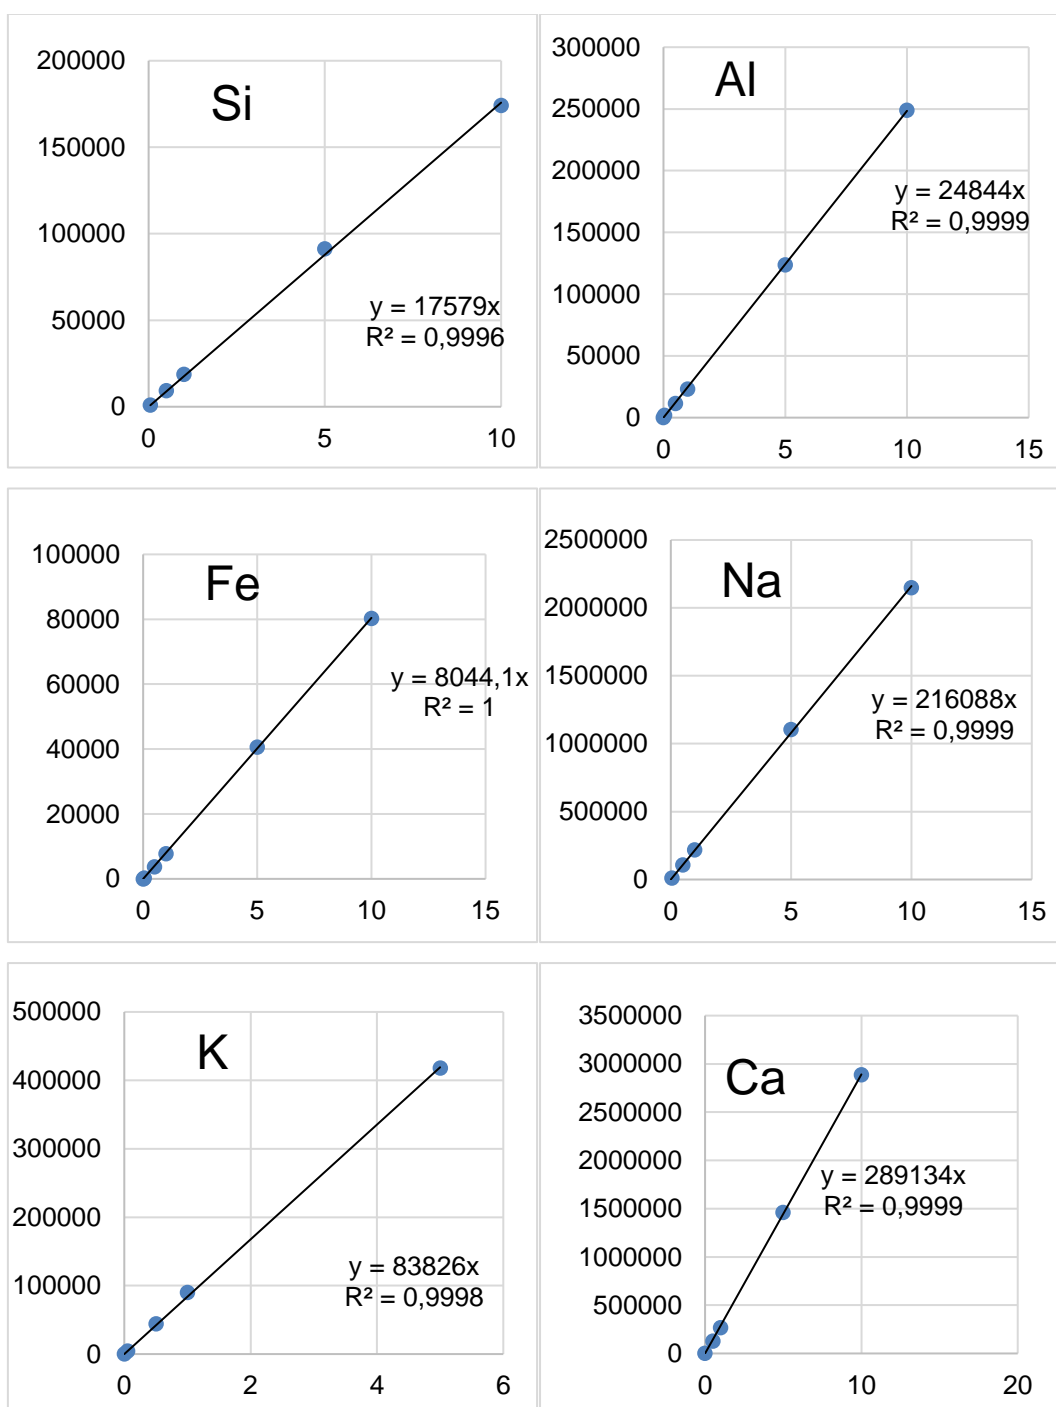 Si
200000
150000
100000
50000
0
y = 17579x
R² = 0,9996
0 5 10
Al
300000
250000
200000
150000
100000
50000
0
y = 24844x
R² = 0,9999
0 5 10 15
Fe
100000
80000
60000
40000
20000
0
y = 8044,1x
R² = 1
0 5 10 15
Na
2500000
2000000
1500000
1000000
500000
0
y = 216088x
R² = 0,9999
0 5 10 15
K
500000
400000
300000
200000
100000
0
y = 83826x
R² = 0,9998
0 2 4 6
Ca
3500000
3000000
2500000
2000000
1500000
1000000
500000
0
y = 289134x
R² = 0,9999
0 10 20